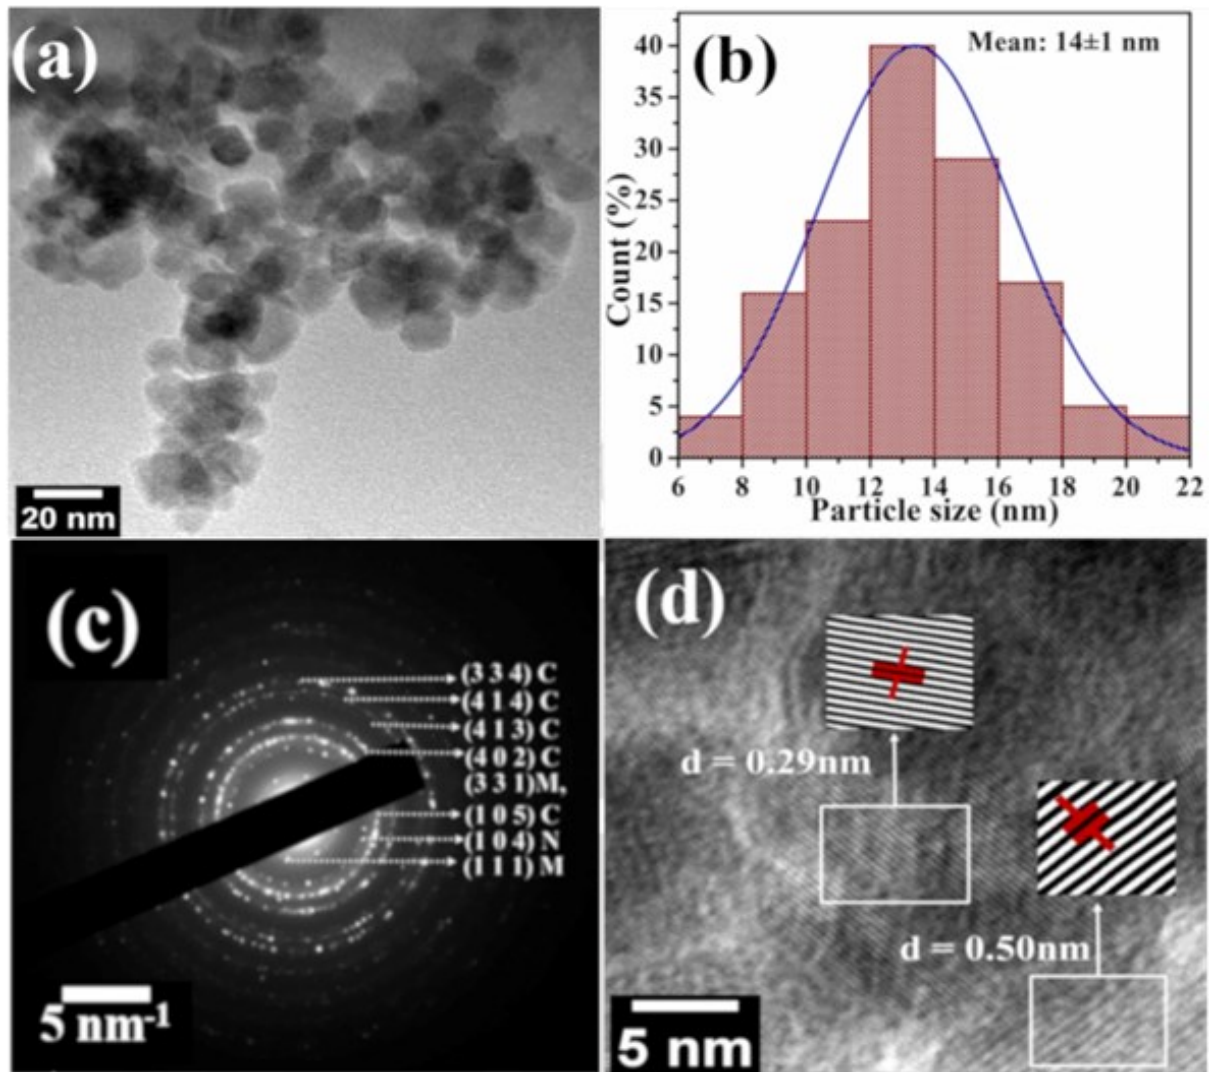 (a)
20 nm
(b)
Mean: 14±1 nm
Count (%)
40
35
30
25
20
15
10
5
0
6 8 10 12 14 16 18 20 22
Particle size (nm)
(c)
(3 3 4) C
(4 1 4) C
(4 1 3) C
(4 0 2) C
(3 3 1)M,
(1 0 5) C
(1 0 4) N
(1 1 1) M
5 nm-1
(d)
d = 0.29nm
d = 0.50nm
5 nm